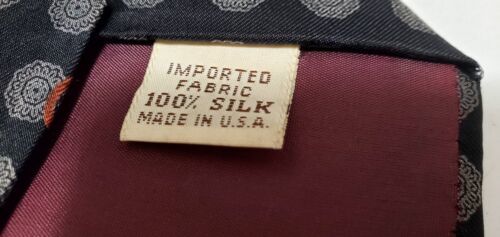 IMPORTED
FABRIC
100% SILK
MADE IN U.S.A.